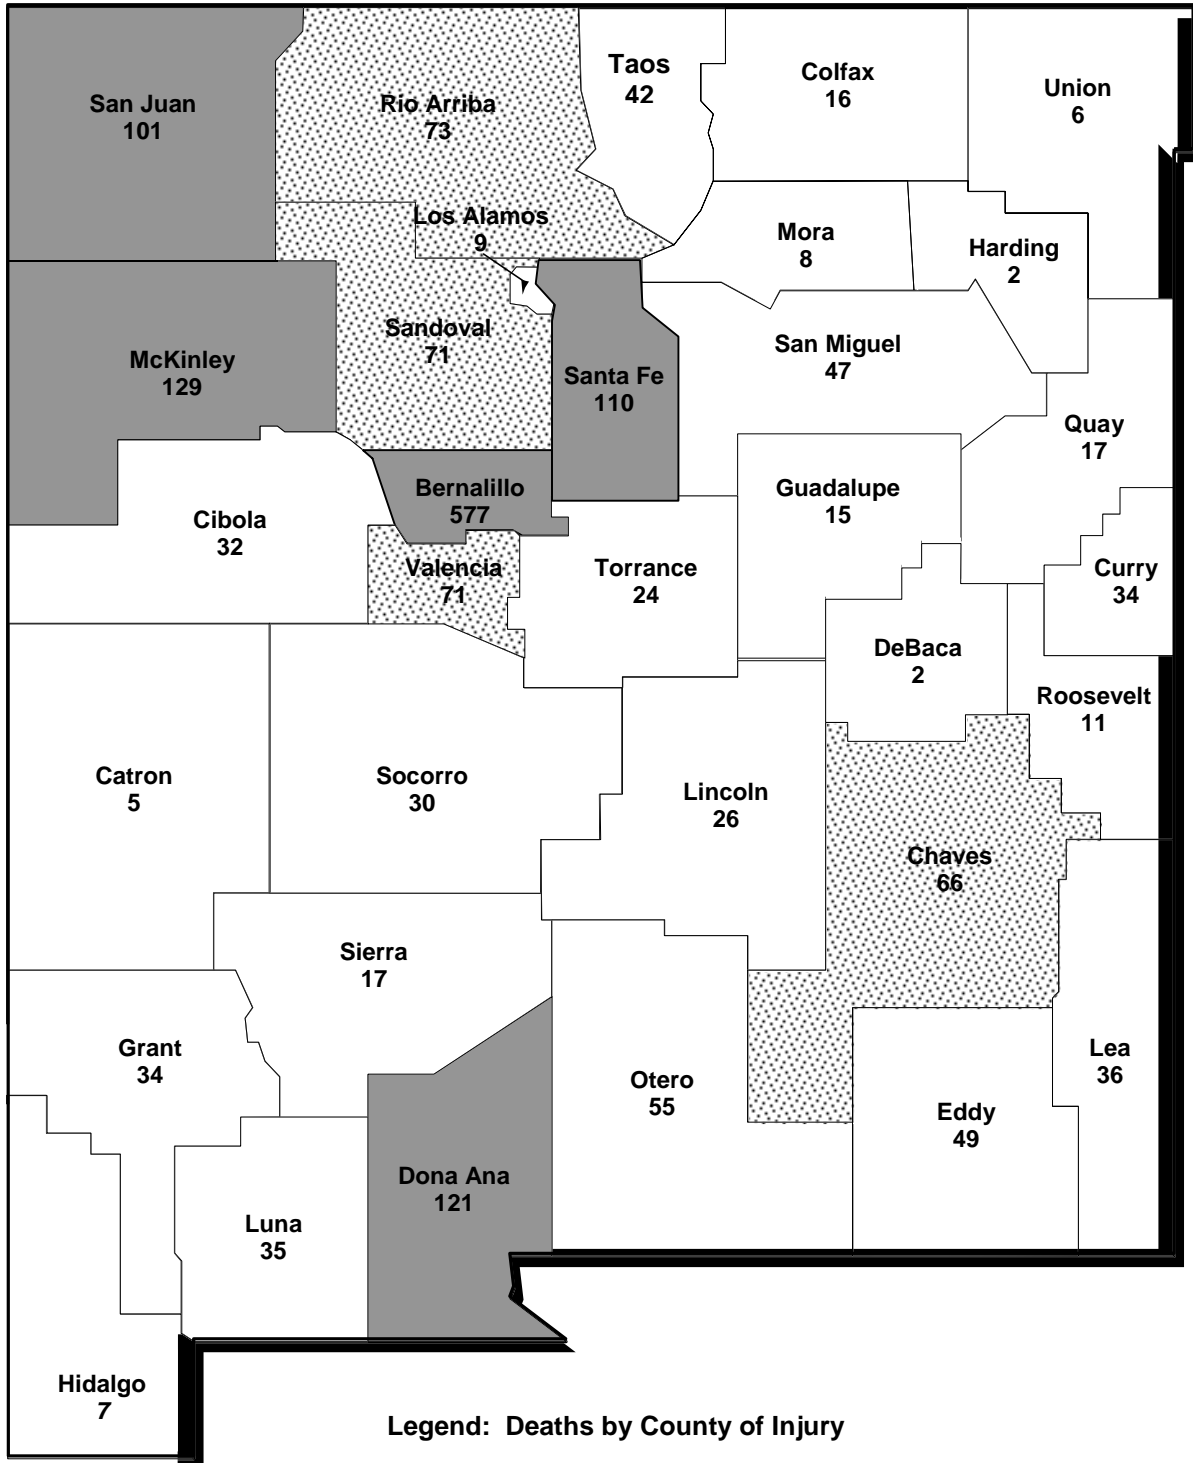 Taos
42
Colfax
16
Union
6
San Juan
101
Rio Arriba
73
Los Alamos
9
Mora
8
Harding
2
Sandoval
71
San Miguel
47
McKinley
129
Santa Fe
110
Quay
17
Bernalillo
577
Guadalupe
15
Cibola
32
Valencia
71
Torrance
24
Curry
34
DeBaca
2
Roosevelt
11
Catron
5
Socorro
30
Lincoln
26
Chaves
66
Sierra
17
Grant
34
Otero
55
Lea
36
Eddy
49
Dona Ana
121
Luna
35
Hidalgo
7
Legend: Deaths by County of Injury